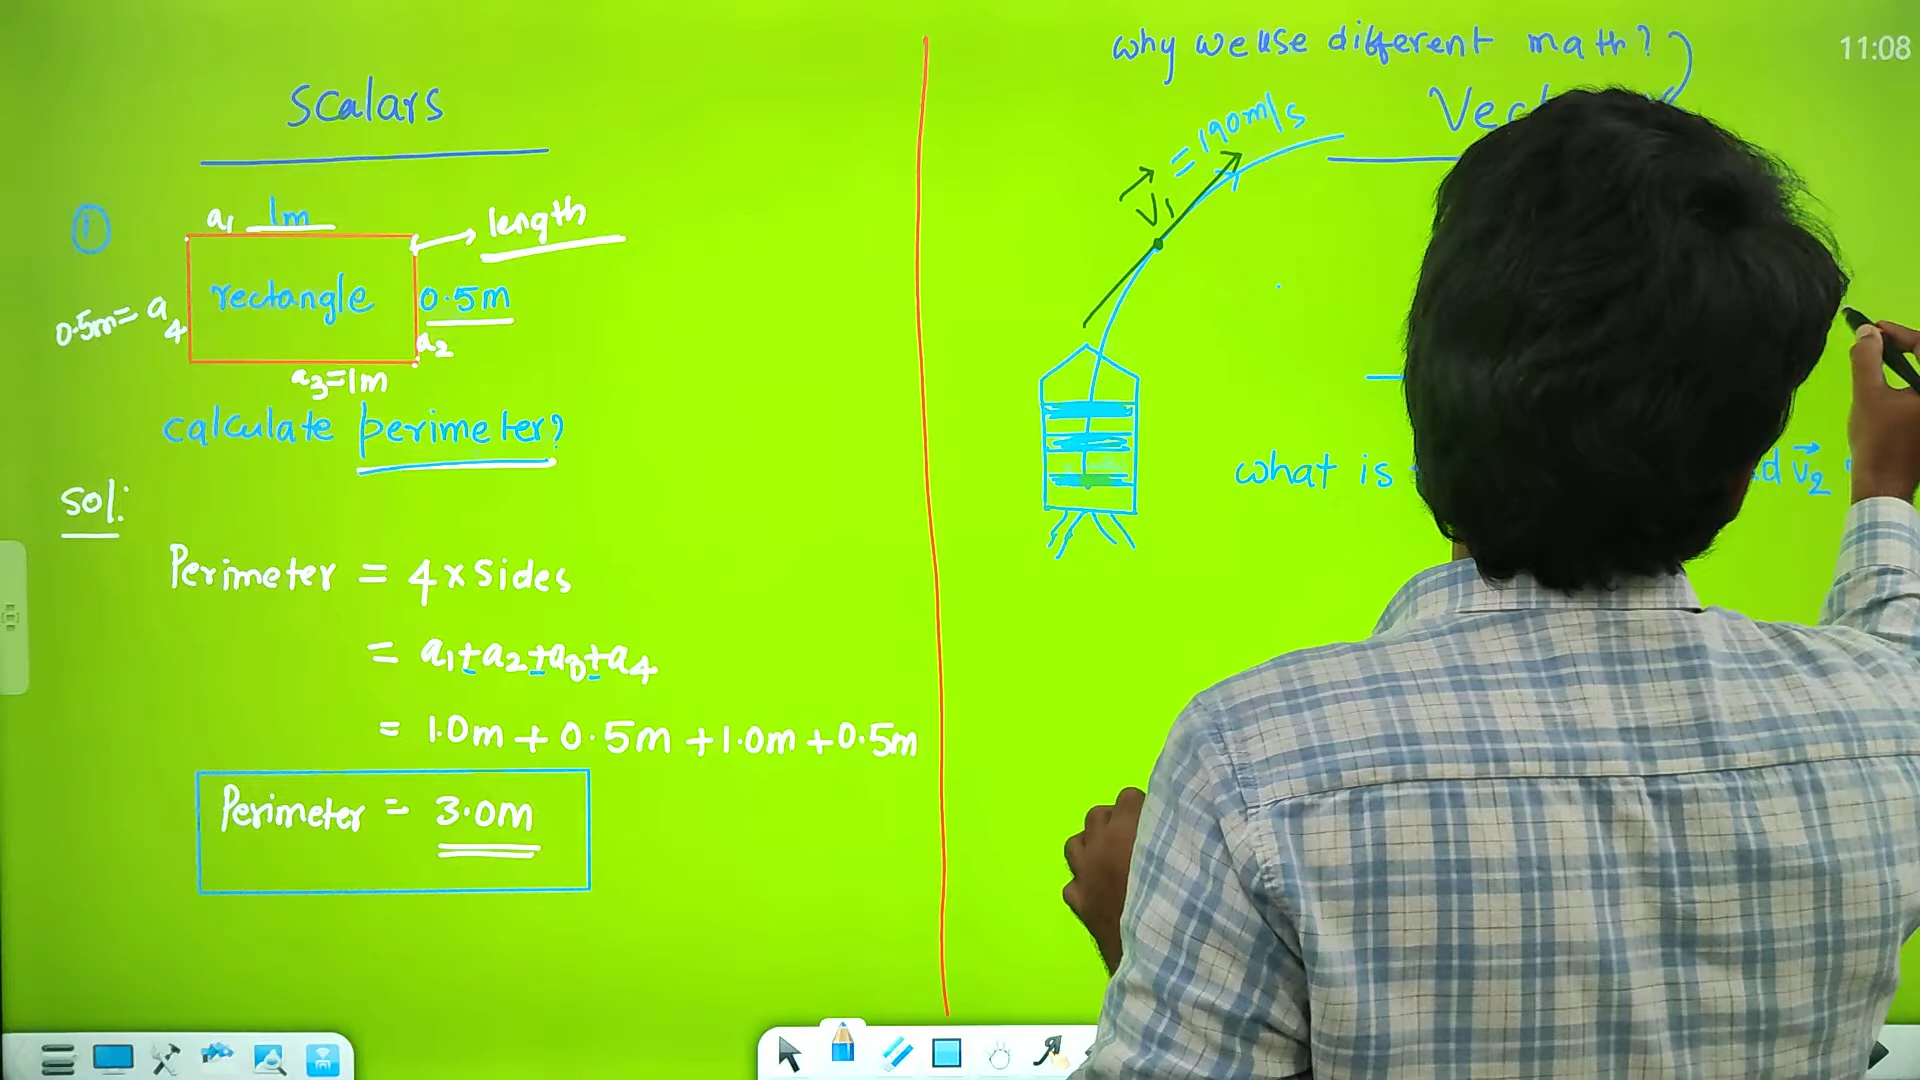 Scalars
1
a1 1m
length
rectangle
0.5m
0.5m = a4
a2
a3=1m
calculate perimeter?
Sol:
Perimeter = 4 x Sides
= a1+a2+a3+a4
= 1.0m + 0.5m + 1.0m + 0.5m
Perimeter = 3.0m
why we use different math?
11:08
= 190m/s
V1
what is
v2